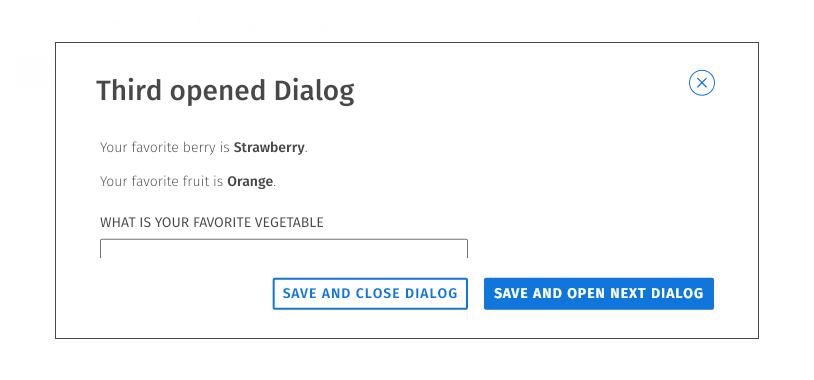 Third opened Dialog
Your favorite berry is Strawberry.
Your favorite fruit is Orange.
WHAT IS YOUR FAVORITE VEGETABLE
SAVE AND CLOSE DIALOG
SAVE AND OPEN NEXT DIALOG